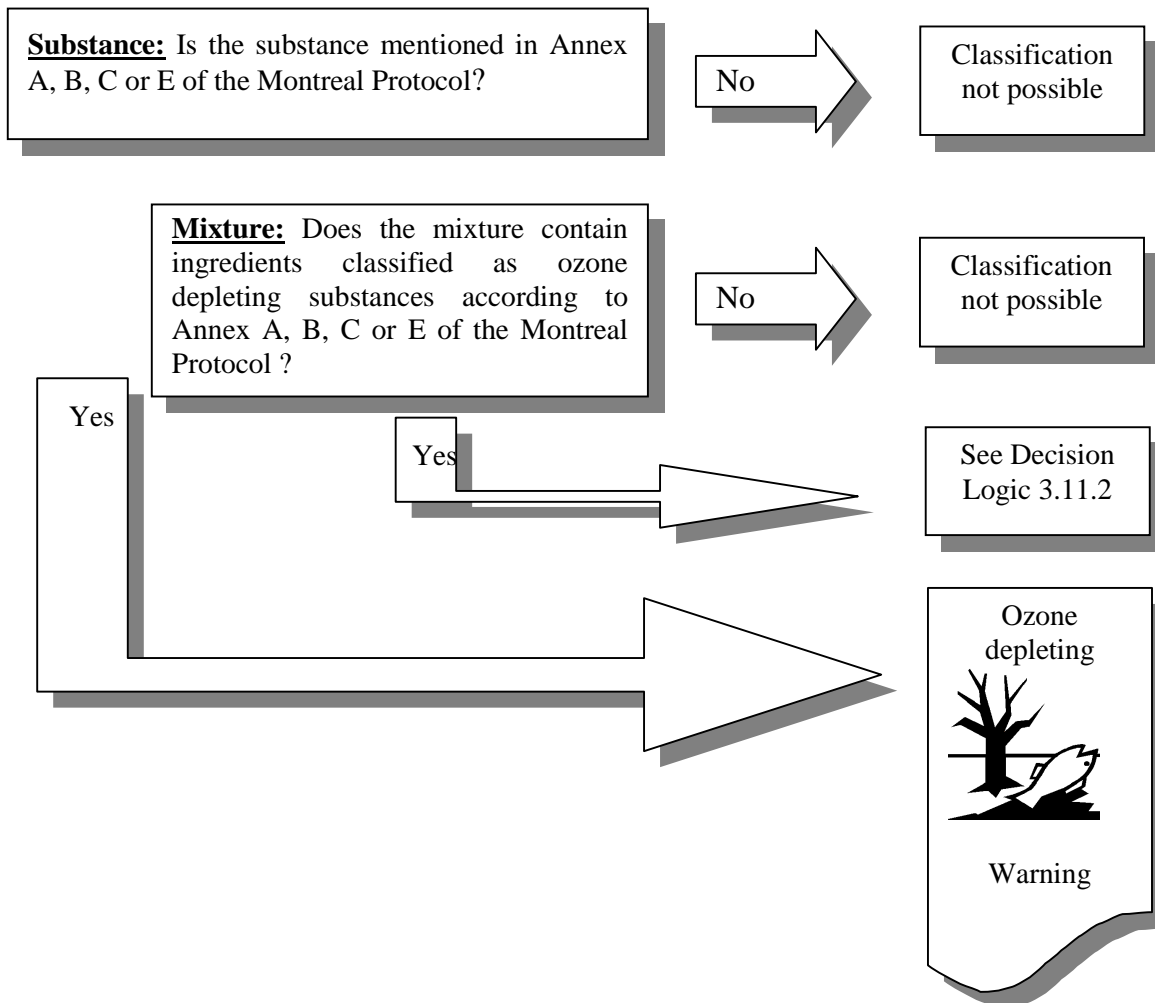 Substance: Is the substance mentioned in Annex
A, B, C or E of the Montreal Protocol?
No
Classification
not possible
Mixture: Does the mixture contain
ingredients classified as ozone
depleting substances according to
Annex A, B, C or E of the Montreal
Protocol ?
No
Classification
not possible
Yes
Yes
See Decision
Logic 3.11.2
Ozone
depleting
Warning